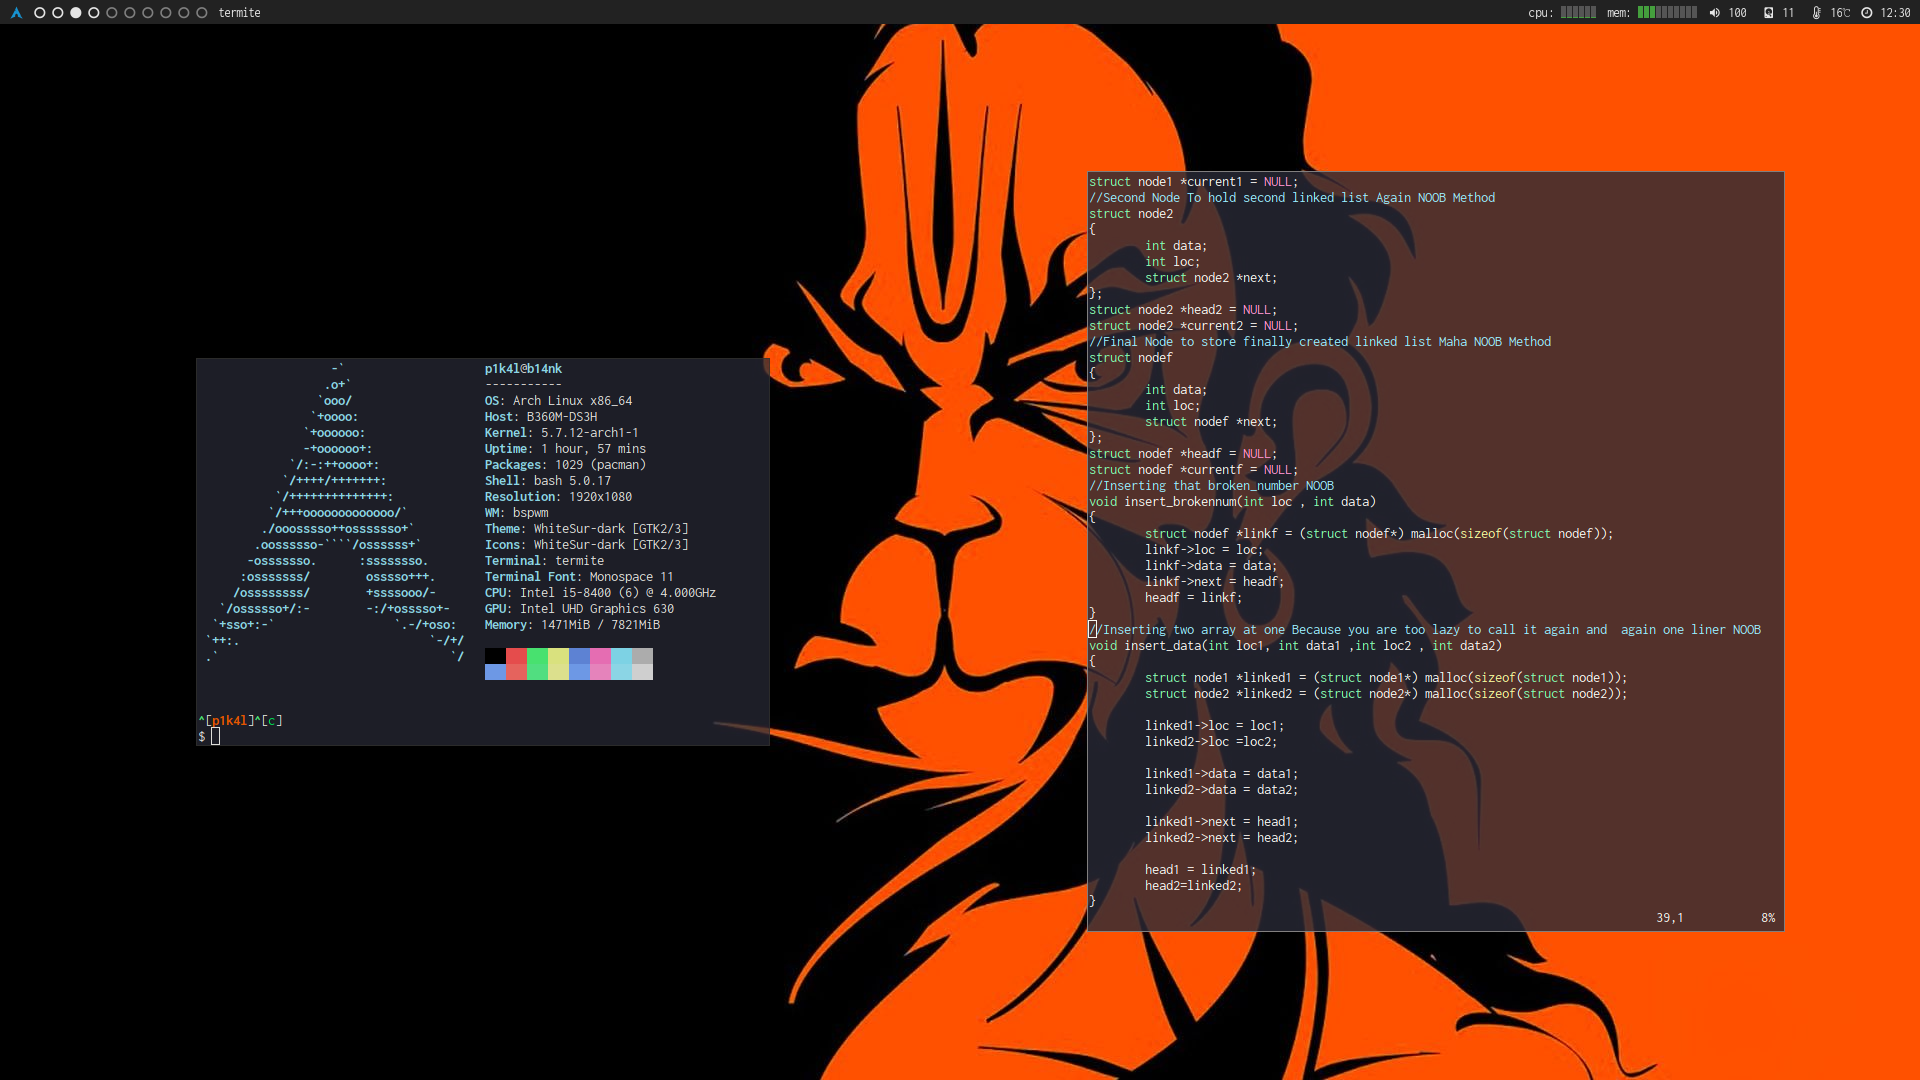 termite
cpu:
mem:
100
11
16℃
12:30
-`
.o+`
`ooo/
`+oooo:
`+oooooo:
-+oooooo+:
`/:-:++oooo+:
`/++++/+++++++:
`/++++++++++++++:
`/+++ooooooooooooo/`
./ooosssso++osssssso+`
.oossssso-````/ossssss+`
-osssssso.      :ssssssso.
:osssssss/        osssso+++.
/ossssssss/        +ssssooo/-
`/ossssso+/:-        -:/+osssso+-
`+sso+:-`                 `.-/+oso:
`++:.                           `-/+/
.`                                 `/
p1k4l@b14nk
-----------
OS: Arch Linux x86_64
Host: B360M-DS3H
Kernel: 5.7.12-arch1-1
Uptime: 1 hour, 57 mins
Packages: 1029 (pacman)
Shell: bash 5.0.17
Resolution: 1920x1080
WM: bspwm
Theme: WhiteSur-dark [GTK2/3]
Icons: WhiteSur-dark [GTK2/3]
Terminal: termite
Terminal Font: Monospace 11
CPU: Intel i5-8400 (6) @ 4.000GHz
GPU: Intel UHD Graphics 630
Memory: 1471MiB / 7821MiB
^[p1k4l]^[c]
$
struct node1 *current1 = NULL;
//Second Node To hold second linked list Again NOOB Method
struct node2
{
        int data;
        int loc;
        struct node2 *next;
};
struct node2 *head2 = NULL;
struct node2 *current2 = NULL;
//Final Node to store finally created linked list Maha NOOB Method
struct nodef
{
        int data;
        int loc;
        struct nodef *next;
};
struct nodef *headf = NULL;
struct nodef *currentf = NULL;
//Inserting that broken_number NOOB
void insert_brokennum(int loc , int data)
{
        struct nodef *linkf = (struct nodef*) malloc(sizeof(struct nodef));
        linkf->loc = loc;
        linkf->data = data;
        linkf->next = headf;
        headf = linkf;
}
//Inserting two array at one Because you are too lazy to call it again and  again one liner NOOB
void insert_data(int loc1, int data1 ,int loc2 , int data2)
{
        struct node1 *linked1 = (struct node1*) malloc(sizeof(struct node1));
        struct node2 *linked2 = (struct node2*) malloc(sizeof(struct node2));
        linked1->loc = loc1;
        linked2->loc =loc2;
        linked1->data = data1;
        linked2->data = data2;
        linked1->next = head1;
        linked2->next = head2;
        head1 = linked1;
        head2=linked2;
}
39,1
8%